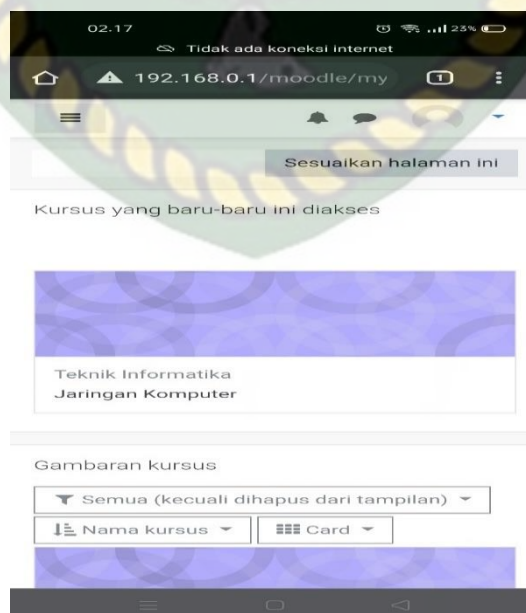 02.17 23%
Tidak ada koneksi internet
192.168.0.1/moodle/my 1
Sesuaikan halaman ini
Kursus yang baru-baru ini diakses
Teknik Informatika
Jaringan Komputer
Gambaran kursus
Semua (kecuali dihapus dari tampilan)
Nama kursus Card